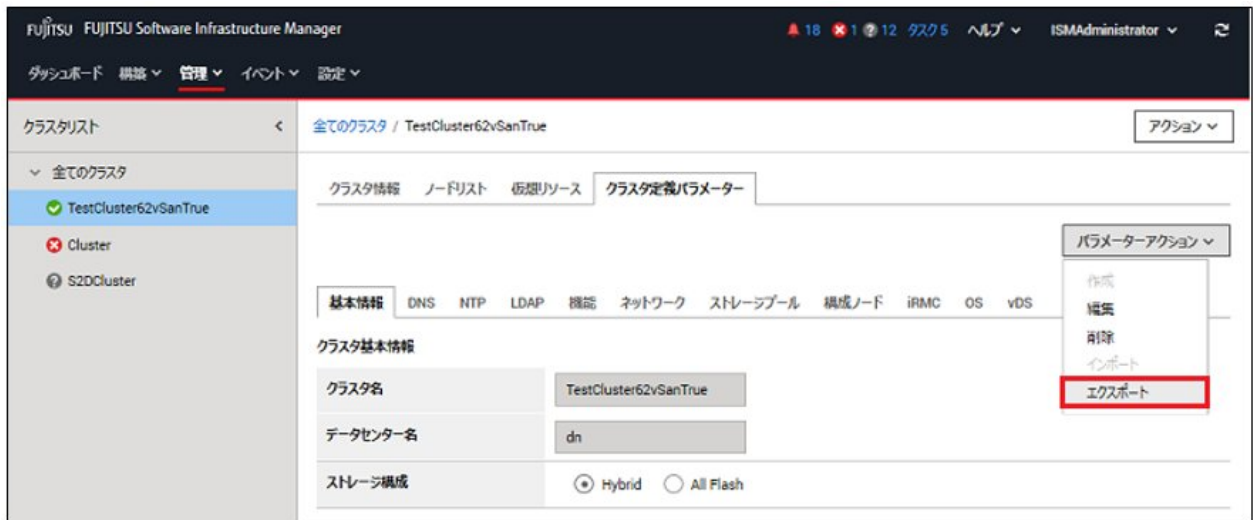 FUJITSU FUJITSU Software Infrastructure Manager 18 1 12 タスク 5 ヘルプ ISMAdministrator
ダッシュボード 構築 管理 イベント 設定
クラスタリスト
全てのクラスタ / TestCluster62vSanTrue アクション
全てのクラスタ
TestCluster62vSanTrue
Cluster
S2DCluster
クラスタ情報 ノードリスト 仮想リソース クラスタ定義パラメーター
パラメーターアクション
作成
編集
削除
インポート
エクスポート
基本情報 DNS NTP LDAP 機能 ネットワーク ストレージプール 構成ノード iRMC OS vDS
クラスタ基本情報
クラスタ名 TestCluster62vSanTrue
データセンター名 dn
ストレージ構成 Hybrid All Flash